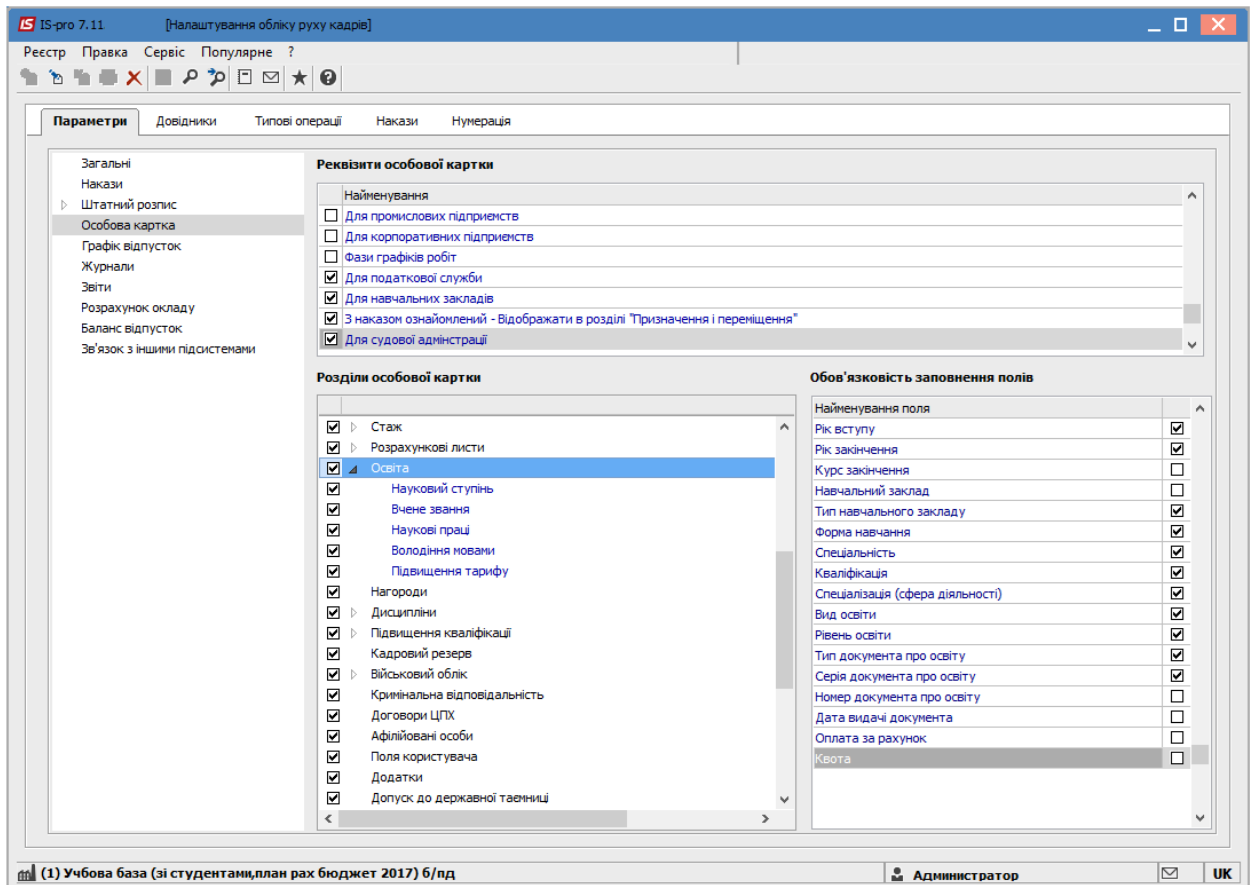 IS IS-pro 7.11 [Налаштування обліку руху кадрів]
Реєстр Правка Сервіс Популярне ?
Параметри Довідники Типові операції Накази Нумерація
Загальні
Накази
Штатний розпис
Особова картка
Графік відпусток
Журнали
Звіти
Розрахунок окладу
Баланс відпусток
Зв'язок з іншими підсистемами
Реквізити особової картки
Найменування
Для промислових підприємств
Для корпоративних підприємств
Фази графіків робіт
Для податкової служби
Для навчальних закладів
З наказом ознайомлений - Відображати в розділі "Призначення і переміщення"
Для судової адмінстрації
Розділи особової картки
Стаж
Розрахункові листи
Освіта
Науковий ступінь
Вчене звання
Наукові праці
Володіння мовами
Підвищення тарифу
Нагороди
Дисципліни
Підвищення кваліфікації
Кадровий резерв
Військовий облік
Кримінальна відповідальність
Договори ЦПХ
Афілійовані особи
Поля користувача
Додатки
Допуск до державної таємниці
Обов'язковість заповнення полів
Найменування поля
Рік вступу
Рік закінчення
Курс закінчення
Навчальний заклад
Тип навчального закладу
Форма навчання
Спеціальність
Кваліфікація
Спеціалізація (сфера діяльності)
Вид освіти
Рівень освіти
Тип документа про освіту
Серія документа про освіту
Номер документа про освіту
Дата видачі документа
Оплата за рахунок
Квота
(1) Учбова база (зі студентами,план рах бюджет 2017) б/пд Администратор UK